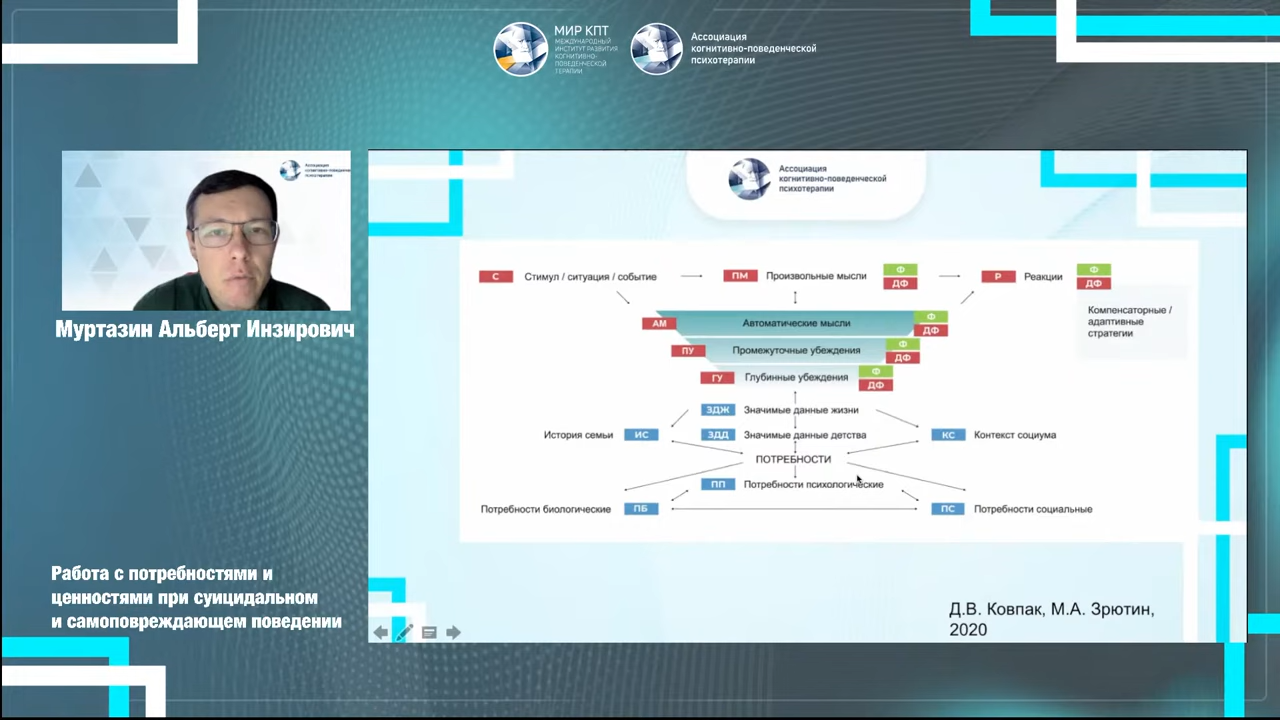 МИР КПТ
МЕЖДУНАРОДНЫЙ
ИНСТИТУТ РАЗВИТИЯ
КОГНИТИВНО-
ПОВЕДЕНЧЕСКОЙ
ТЕРАПИИ
Ассоциация
когнитивно-поведенческой
психотерапии
Ассоциация
когнитивно-поведенческой
психотерапии
Муртазин Альберт Инзирович
Работа с потребностями и
ценностями при суицидальном
и самоповреждающем поведении
Ассоциация
когнитивно-поведенческой
психотерапии
С Стимул / ситуация / событие ПМ Произвольные мысли Ф ДФ Р Реакции Ф ДФ
Компенсаторные /
адаптивные
стратегии
АМ Автоматические мысли Ф ДФ
ПУ Промежуточные убеждения Ф ДФ
ГУ Глубинные убеждения Ф ДФ
ЗДЖ Значимые данные жизни
История семьи ИС ЗДД Значимые данные детства КС Контекст социума
ПОТРЕБНОСТИ
ПП Потребности психологические
Потребности биологические ПБ ПС Потребности социальные
Д.В. Ковпак, М.А. Зрютин,
2020